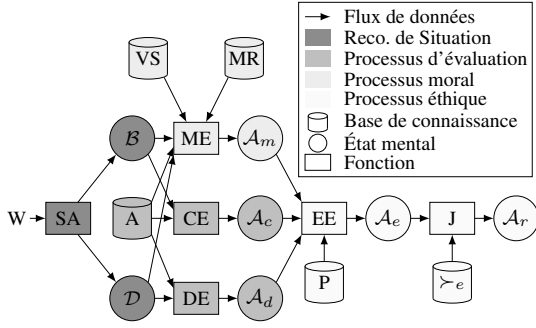 Flux de données
Reco. de Situation
Processus d'évaluation
Processus moral
Processus éthique
Base de connaissance
État mental
Fonction
VS MR
ℬ ME 𝒜m
W SA A CE 𝒜c EE 𝒜e J 𝒜r
𝒟 DE 𝒜d P ≻e